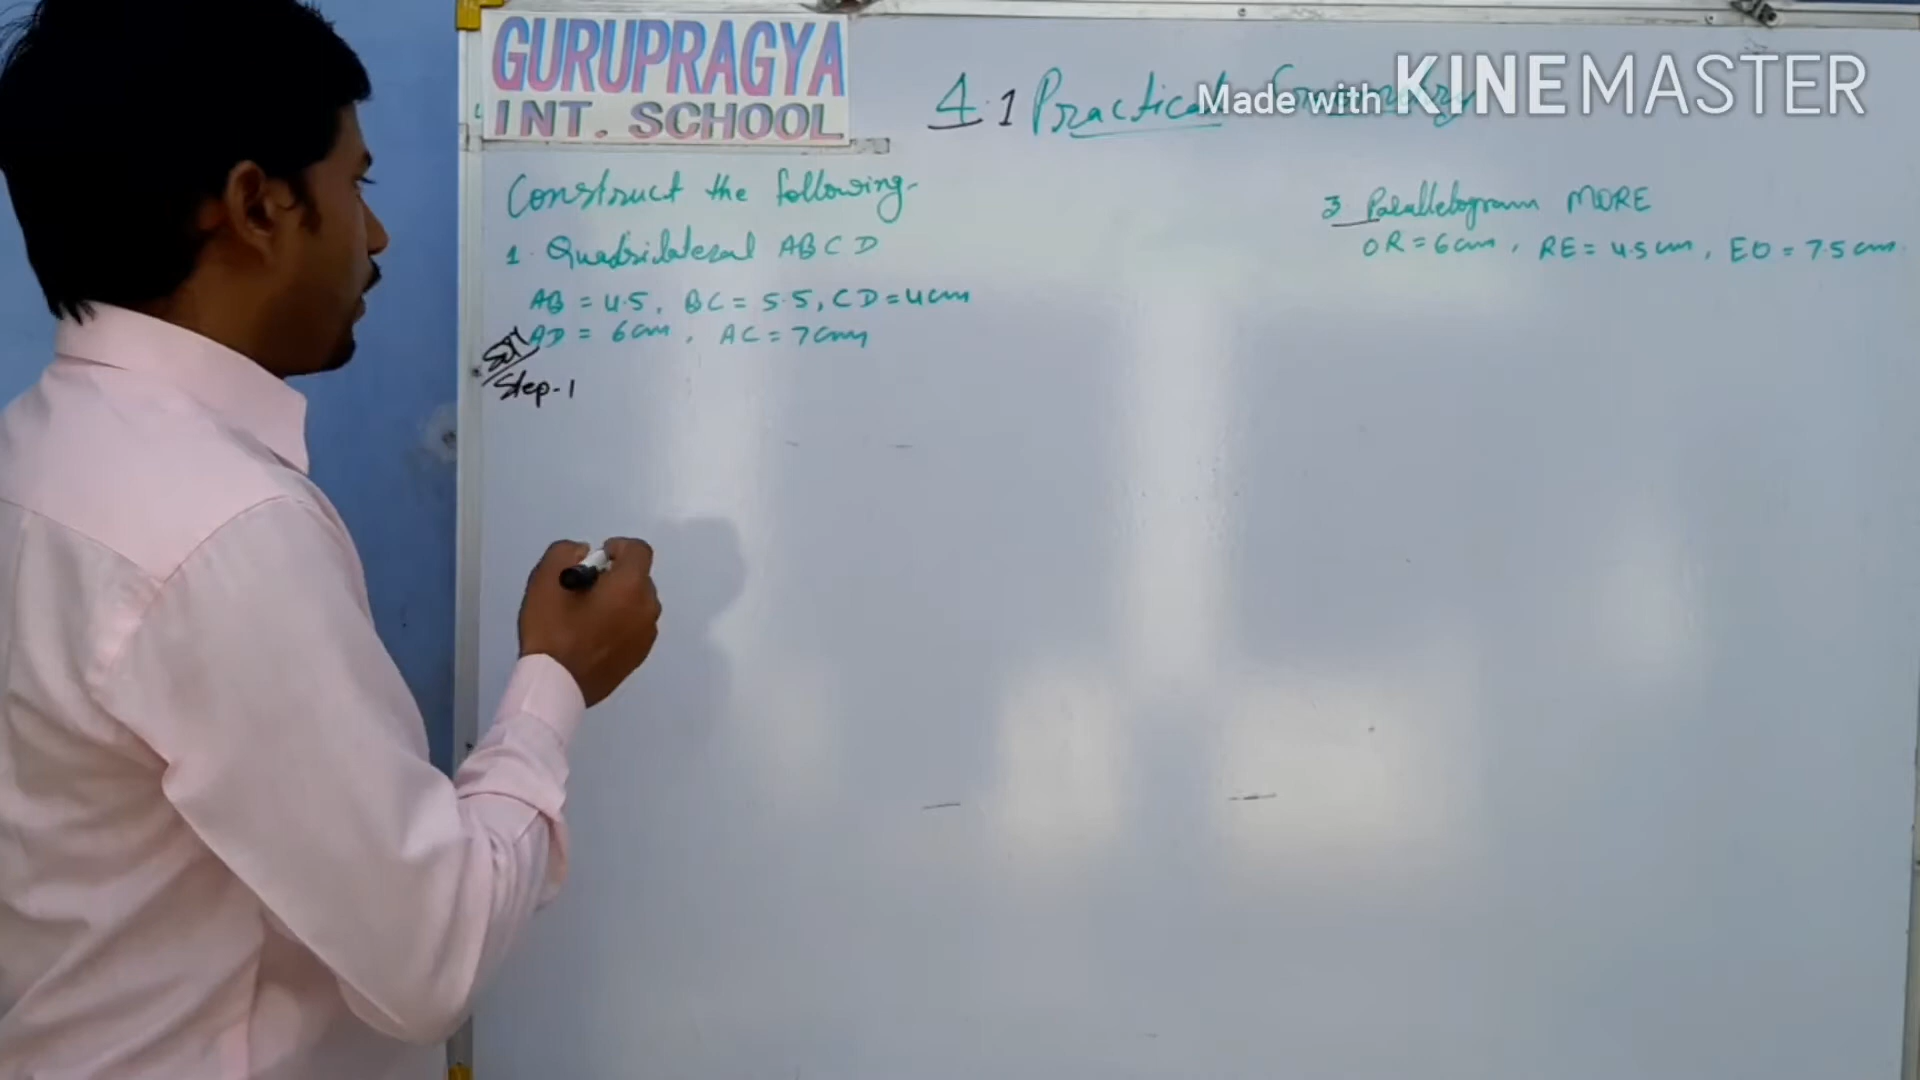 GURUPRAGYA
INT. SCHOOL
4.1 Practical Geometry
Made with KINEMASTER
Construct the following-
1. Quadrilateral ABCD
AB = 4.5, BC = 5.5, CD = 4cm
AD = 6cm, AC = 7cm
Soln
Step-1
3 Parallelogram MORE
OR = 6cm, RE = 4.5cm, EO = 7.5cm.